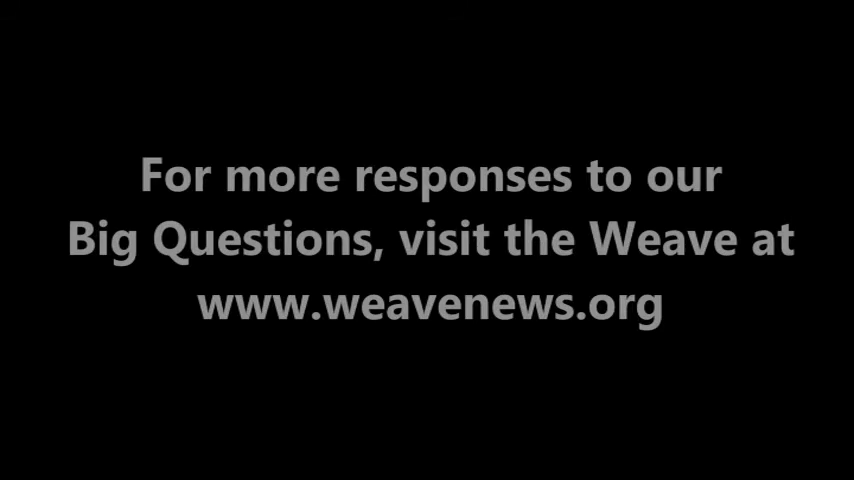 For more responses to our
Big Questions, visit the Weave at
www.weavenews.org